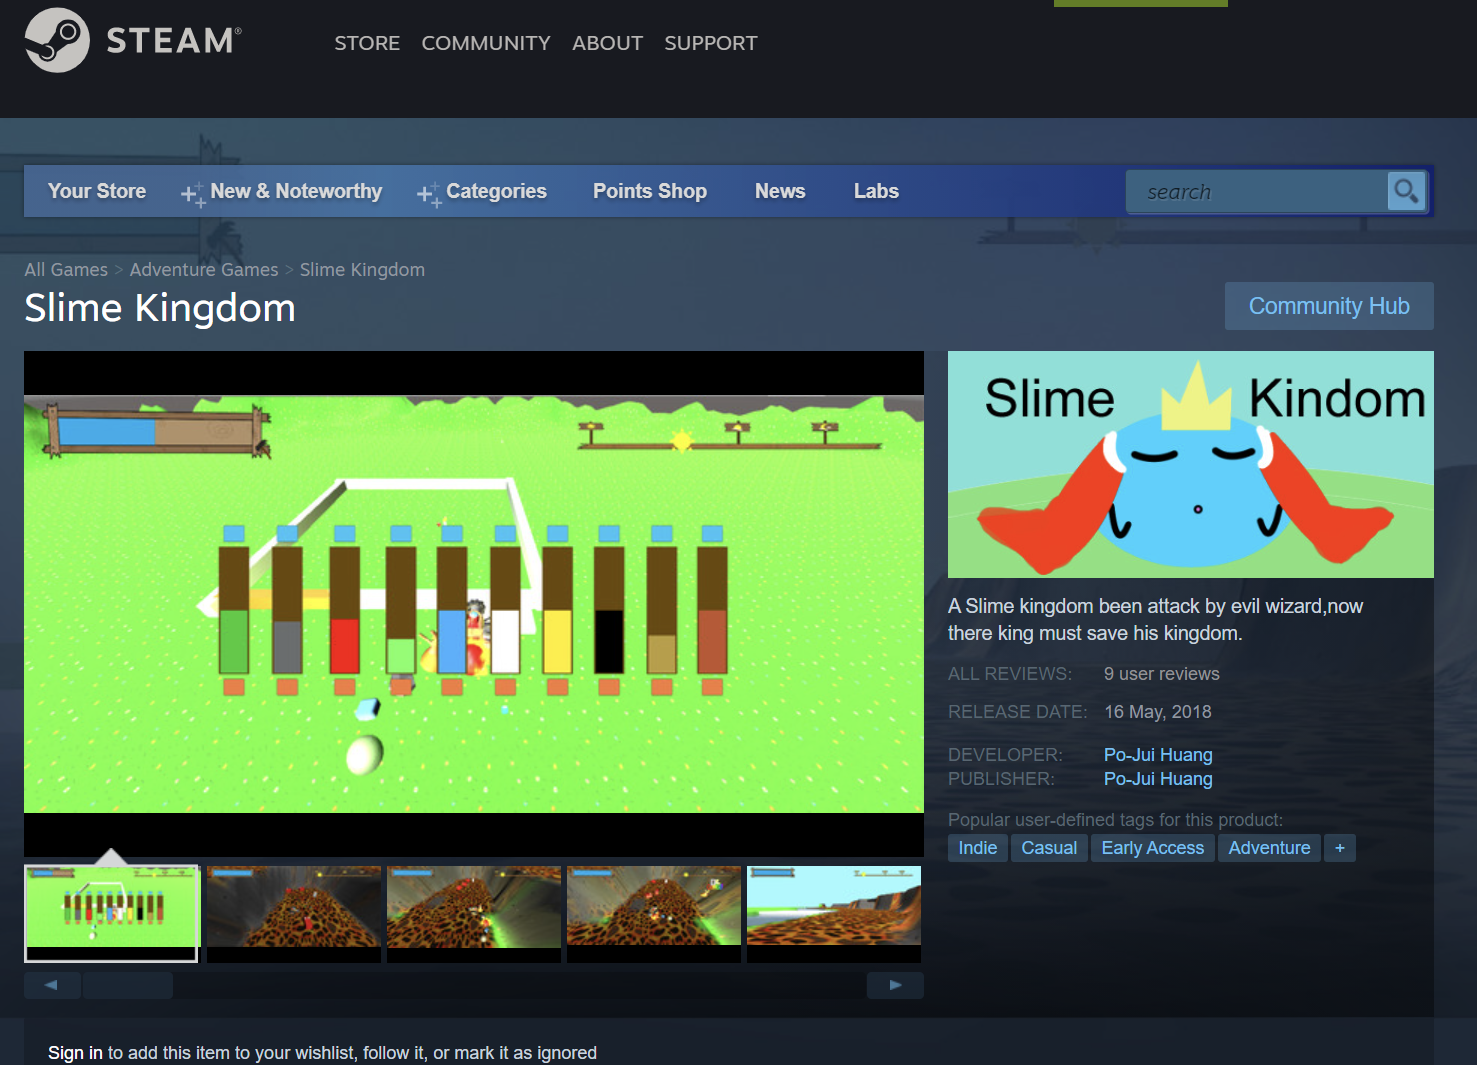 STEAM®
STORE COMMUNITY ABOUT SUPPORT
Your Store New & Noteworthy Categories Points Shop News Labs search
All Games > Adventure Games > Slime Kingdom
Slime Kingdom
Community Hub
Slime Kindom
A Slime kingdom been attack by evil wizard,now
there king must save his kingdom.
ALL REVIEWS: 9 user reviews
RELEASE DATE: 16 May, 2018
DEVELOPER: Po-Jui Huang
PUBLISHER: Po-Jui Huang
Popular user-defined tags for this product:
Indie Casual Early Access Adventure +
Sign in to add this item to your wishlist, follow it, or mark it as ignored